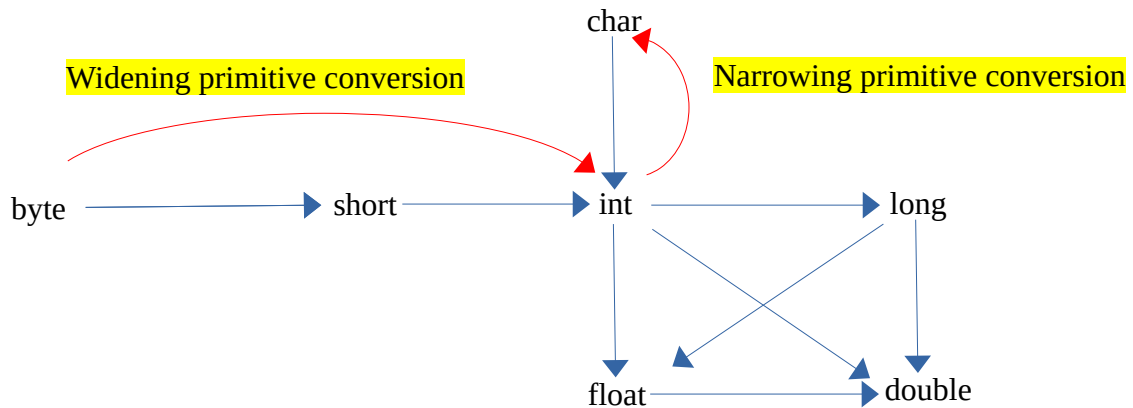 char
Widening primitive conversion
Narrowing primitive conversion
byte
short
int
long
float
double